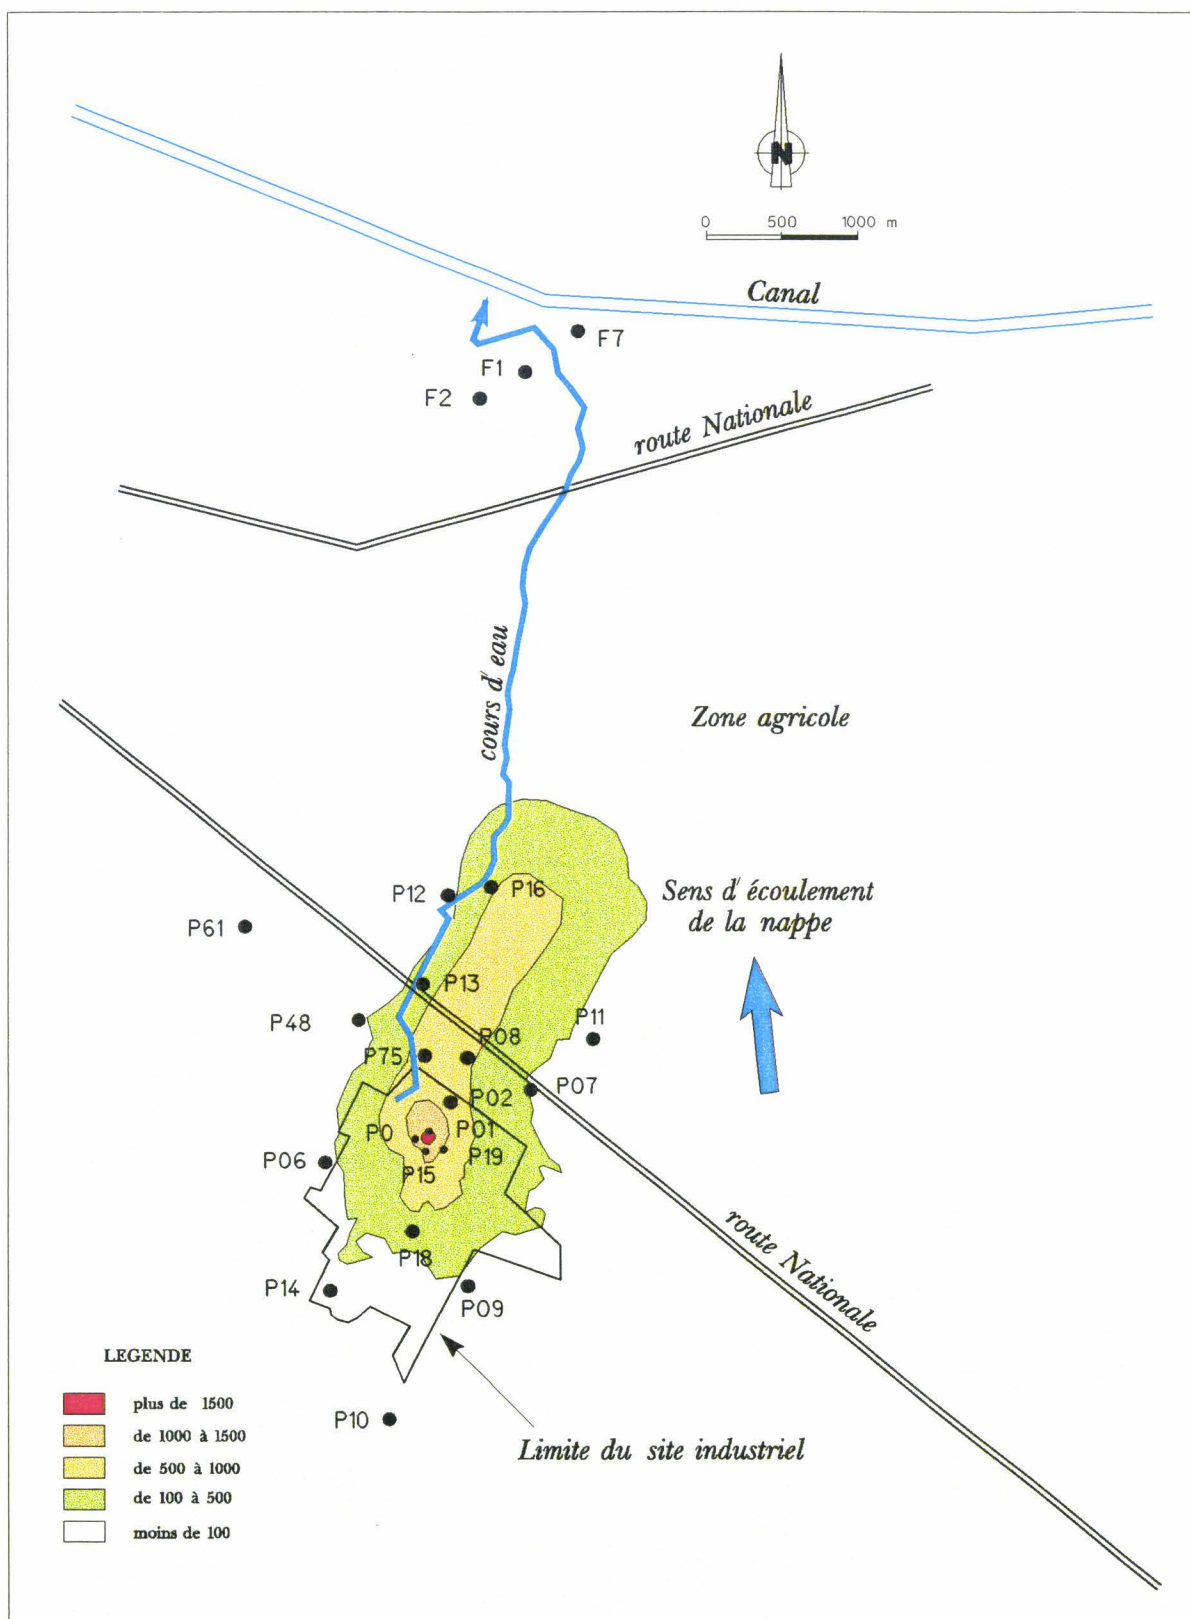 N
0 500 1000 m
Canal
F7
F1
F2
route Nationale
cours d' eau
Zone agricole
P12
P16
Sens d' écoulement
de la nappe
P61
P13
P48
P11
P75
P08
P07
P02
P0
P01
P06
P15
P19
P18
route Nationale
P14
P09
LEGENDE
plus de 1500
de 1000 à 1500
de 500 à 1000
de 100 à 500
moins de 100
P10
Limite du site industriel